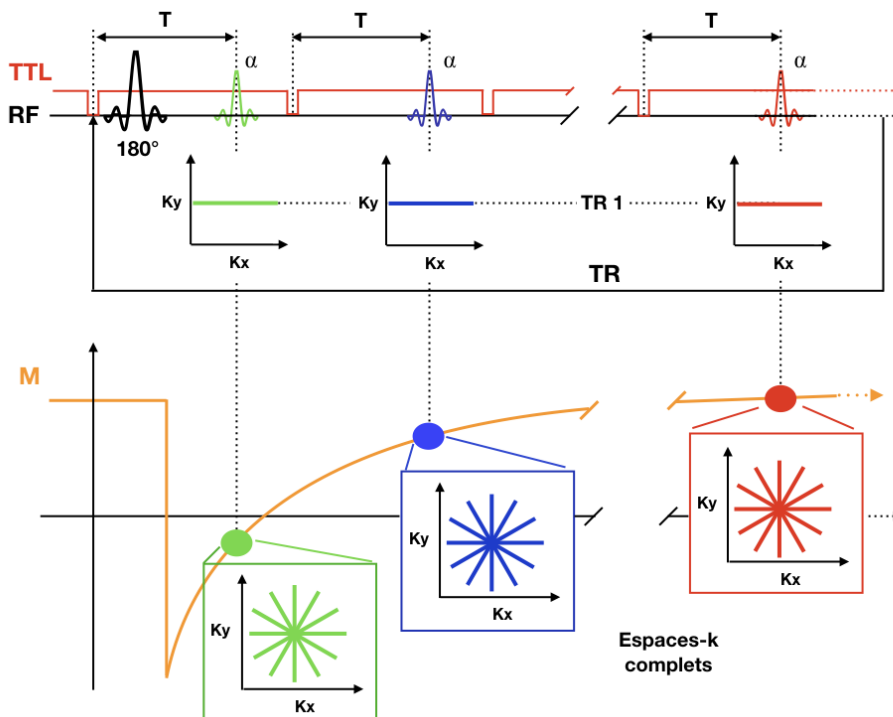 T
T
T
α
α
α
TTL
RF
180°
Ky
Kx
Ky
Kx
TR 1
Ky
Kx
TR
M
Ky
Kx
Ky
Kx
Ky
Kx
Espaces-k
complets